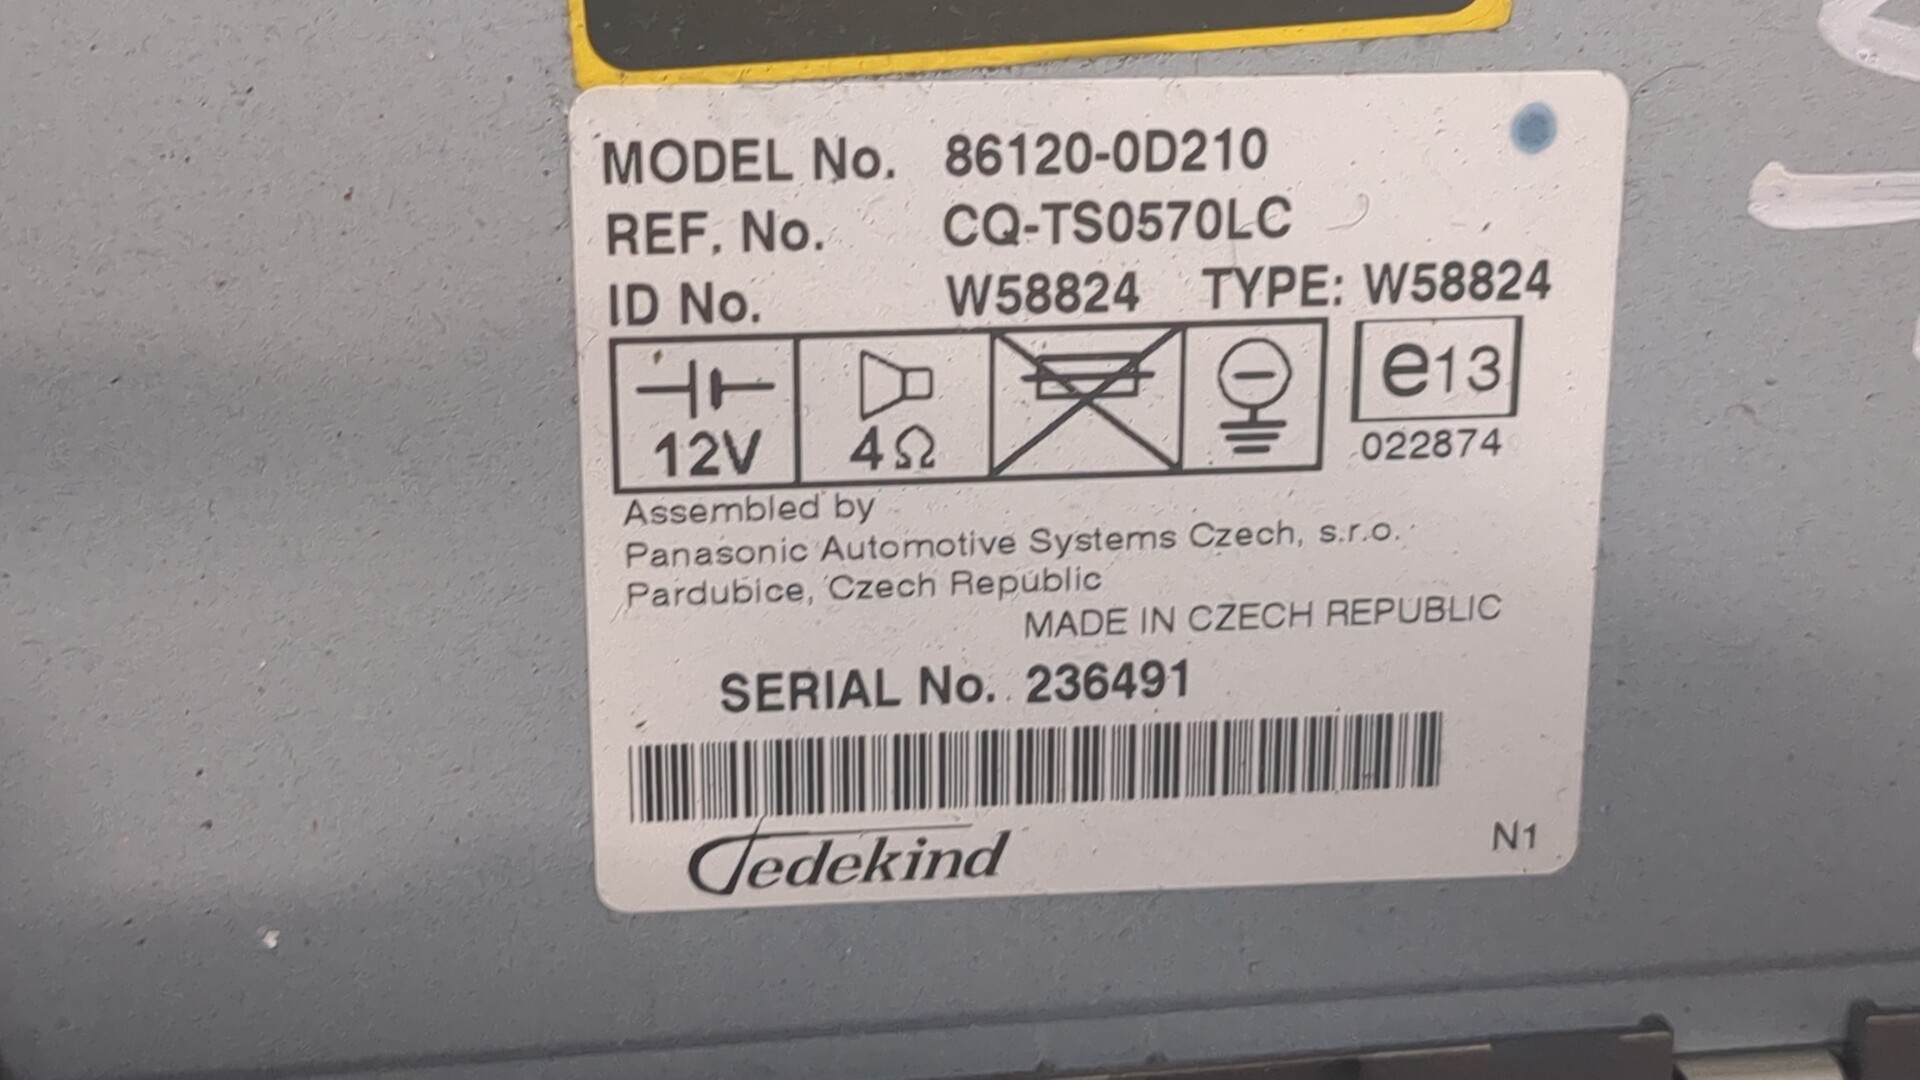 MODEL No. 86120-0D210
REF. No. CQ-TS0570LC
ID No. W58824 TYPE: W58824
12V 4Ω e13
022874
Assembled by
Panasonic Automotive Systems Czech, s.r.o.
Pardubice, Czech Republic
MADE IN CZECH REPUBLIC
SERIAL No. 236491
Tedekind
N1